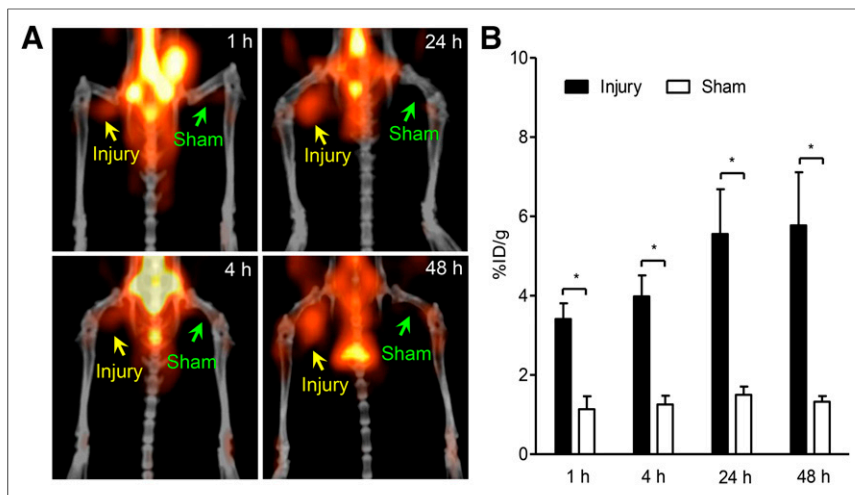 A
1 h
Injury
Sham
24 h
Injury
Sham
4 h
Injury
Sham
48 h
Injury
Sham
B
10
8
6
4
2
0
%ID/g
Injury
Sham
*
*
*
*
1 h
4 h
24 h
48 h